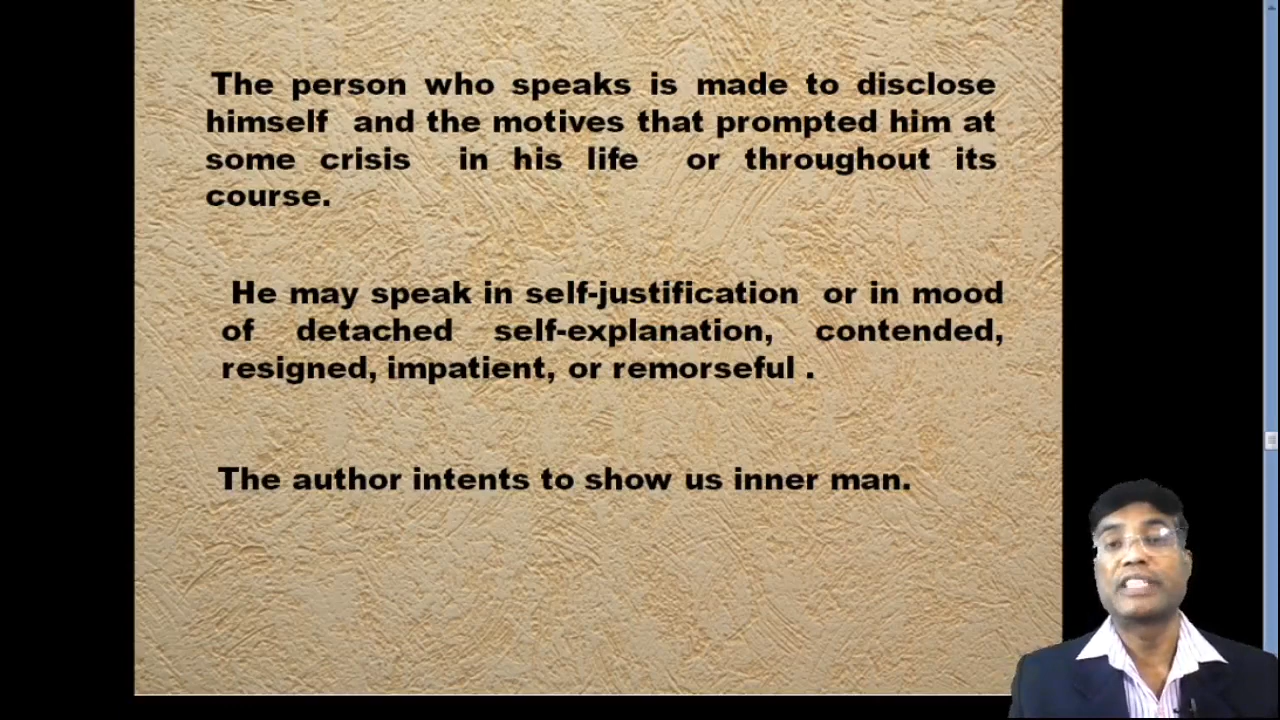 The person who speaks is made to disclose
himself and the motives that prompted him at
some crisis in his life or throughout its
course.
He may speak in self-justification or in mood
of detached self-explanation, contended,
resigned, impatient, or remorseful .
The author intents to show us inner man.